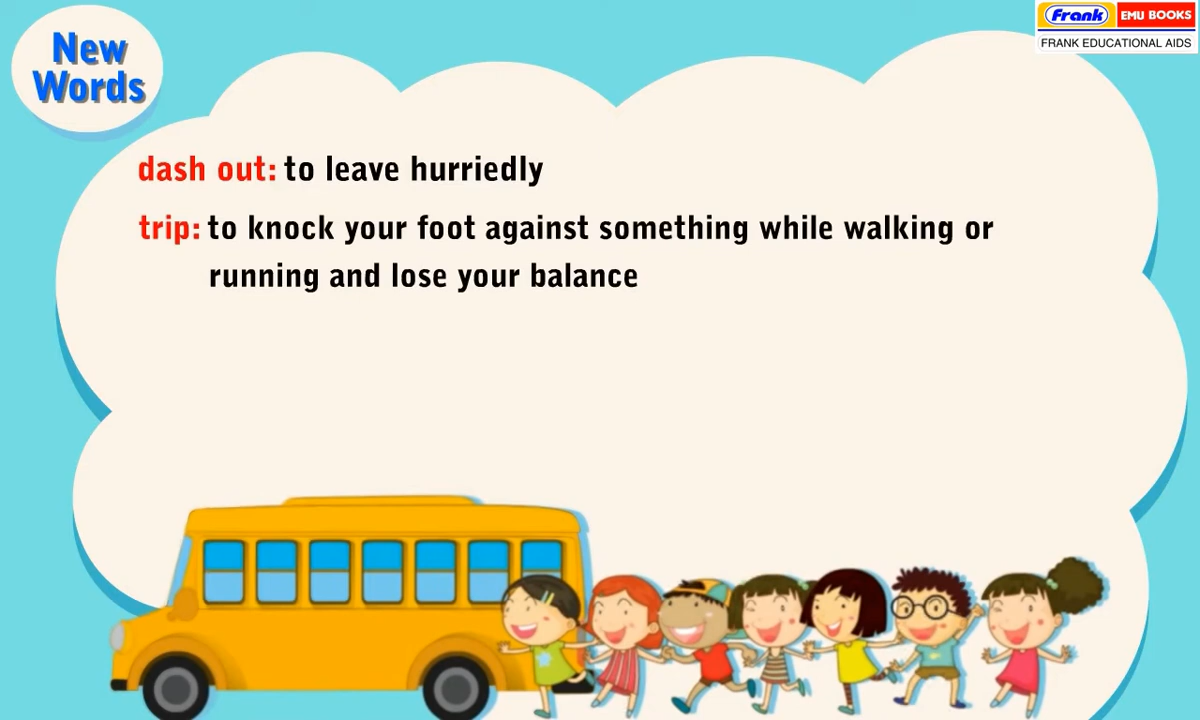 New
Words
Frank
EMU BOOKS
FRANK EDUCATIONAL AIDS
dash out: to leave hurriedly
trip: to knock your foot against something while walking or
running and lose your balance